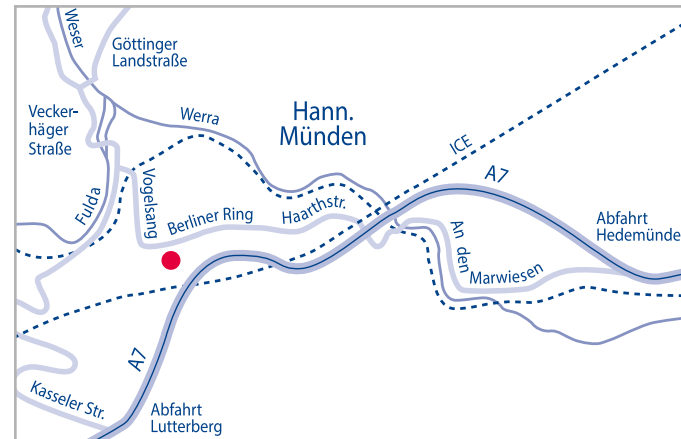 Weser
Göttinger
Landstraße
Vecker-
häger
Straße
Werra
Hann.
Münden
ICE
A7
Fulda
Vogelsang
Berliner Ring
Haarthstr.
An den
Marwiesen
Abfahrt
Hedemünde
A7
Kasseler Str.
Abfahrt
Lutterberg